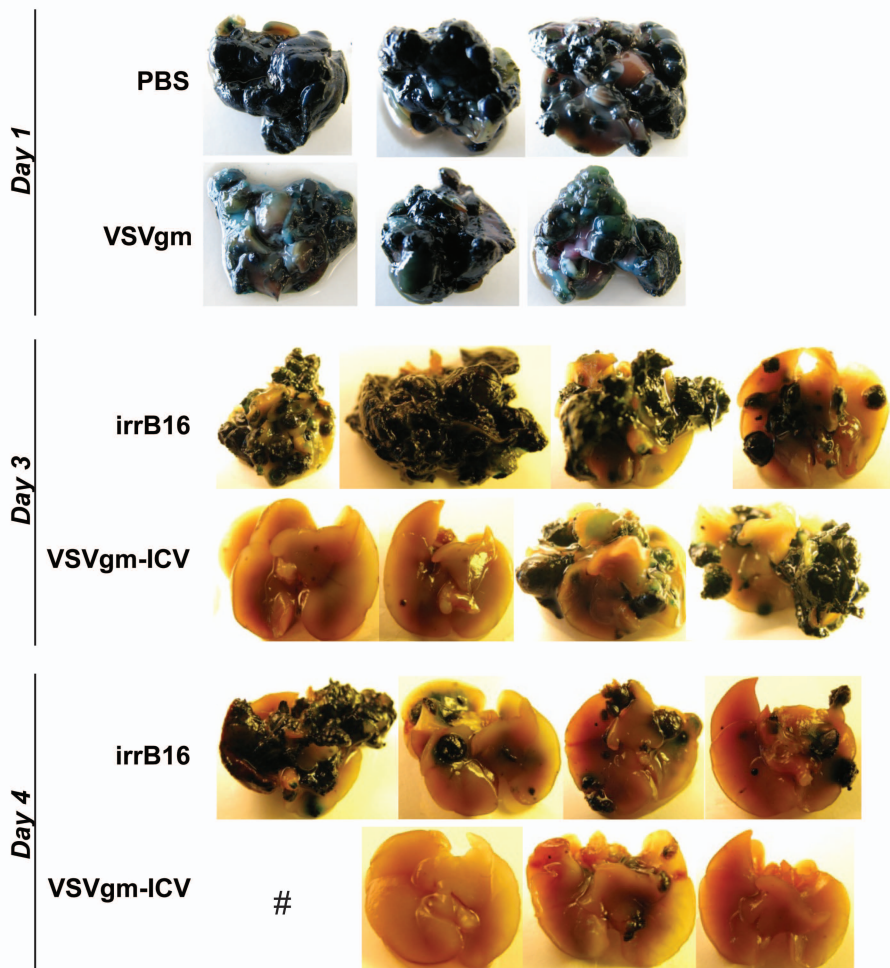 Day 1
PBS
VSVgm
Day 3
irrB16
VSVgm-ICV
Day 4
irrB16
VSVgm-ICV
#